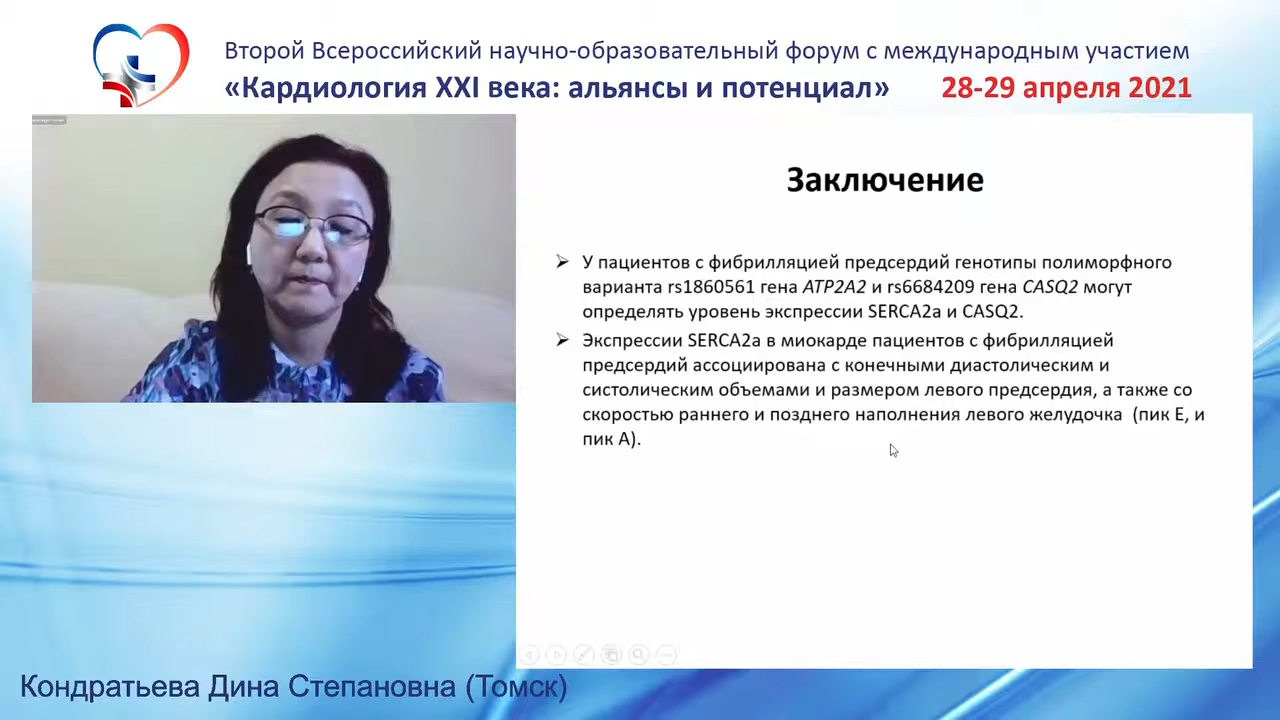 Второй Всероссийский научно-образовательный форум с международным участием
«Кардиология XXI века: альянсы и потенциал» 28-29 апреля 2021
Заключение
У пациентов с фибрилляцией предсердий генотипы полиморфного
варианта rs1860561 гена ATP2A2 и rs6684209 гена CASQ2 могут
определять уровень экспрессии SERCA2a и CASQ2.
Экспрессии SERCA2a в миокарде пациентов с фибрилляцией
предсердий ассоциирована с конечными диастолическим и
систолическим объемами и размером левого предсердия, а также со
скоростью раннего и позднего наполнения левого желудочка (пик Е, и
пик А).
Кондратьева Дина Степановна (Томск)